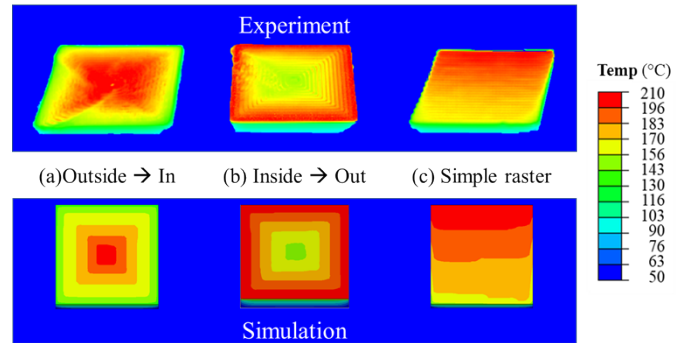 Experiment
(a)Outside → In
(b) Inside → Out
(c) Simple raster
Simulation
Temp (°C)
210
196
183
170
156
143
130
116
103
90
76
63
50